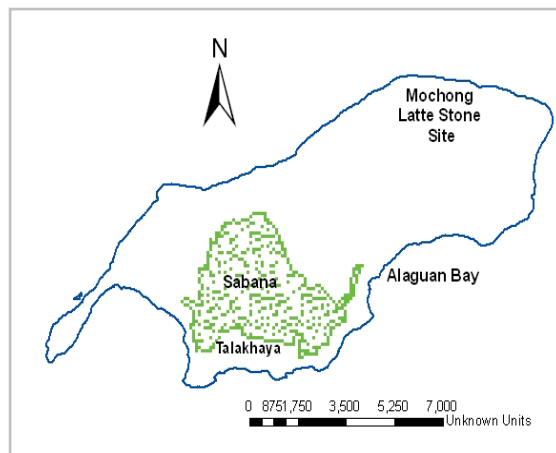 N
Mochong
Latte Stone
Site
Sabana
Alaguan Bay
Talakhaya
0 8751,750 3,500 5,250 7,000
Unknown Units